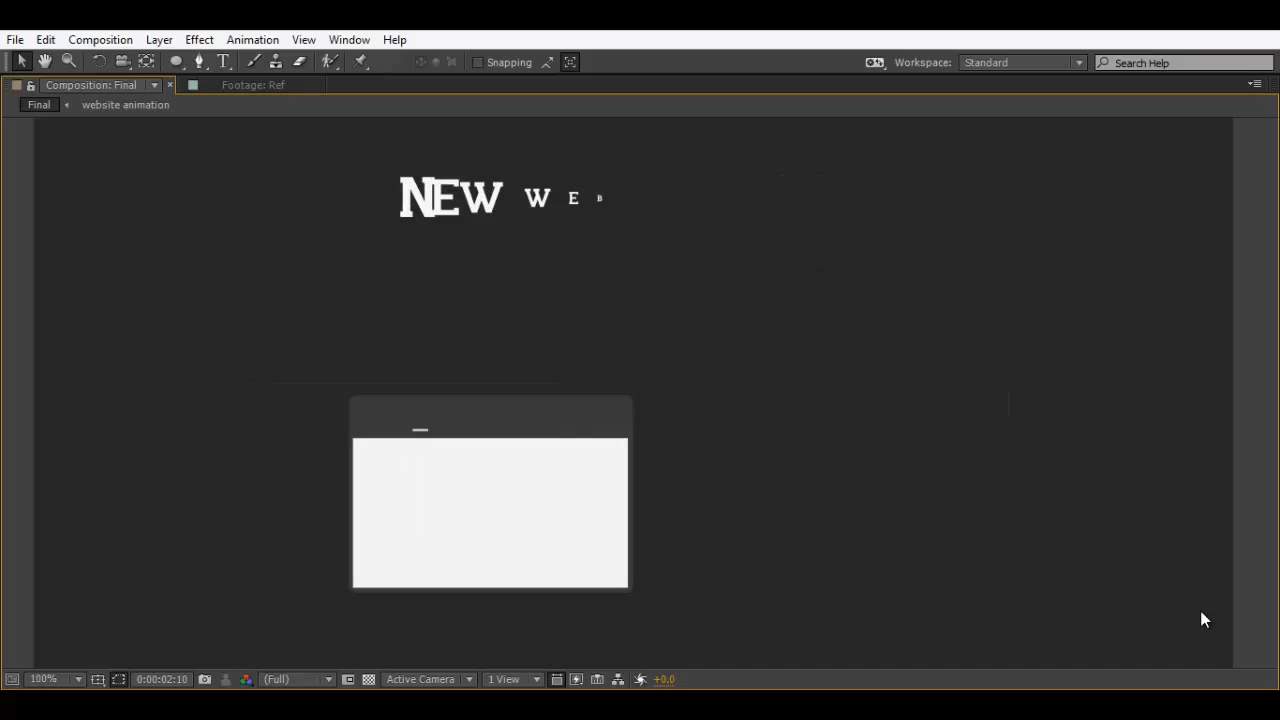 File Edit Composition Layer Effect Animation View Window Help
T Snapping Workspace: Standard Search Help
Composition: Final Footage: Ref
Final website animation
NEW WEB
100% 0:00:02:10 (Full) Active Camera 1 View +0.0